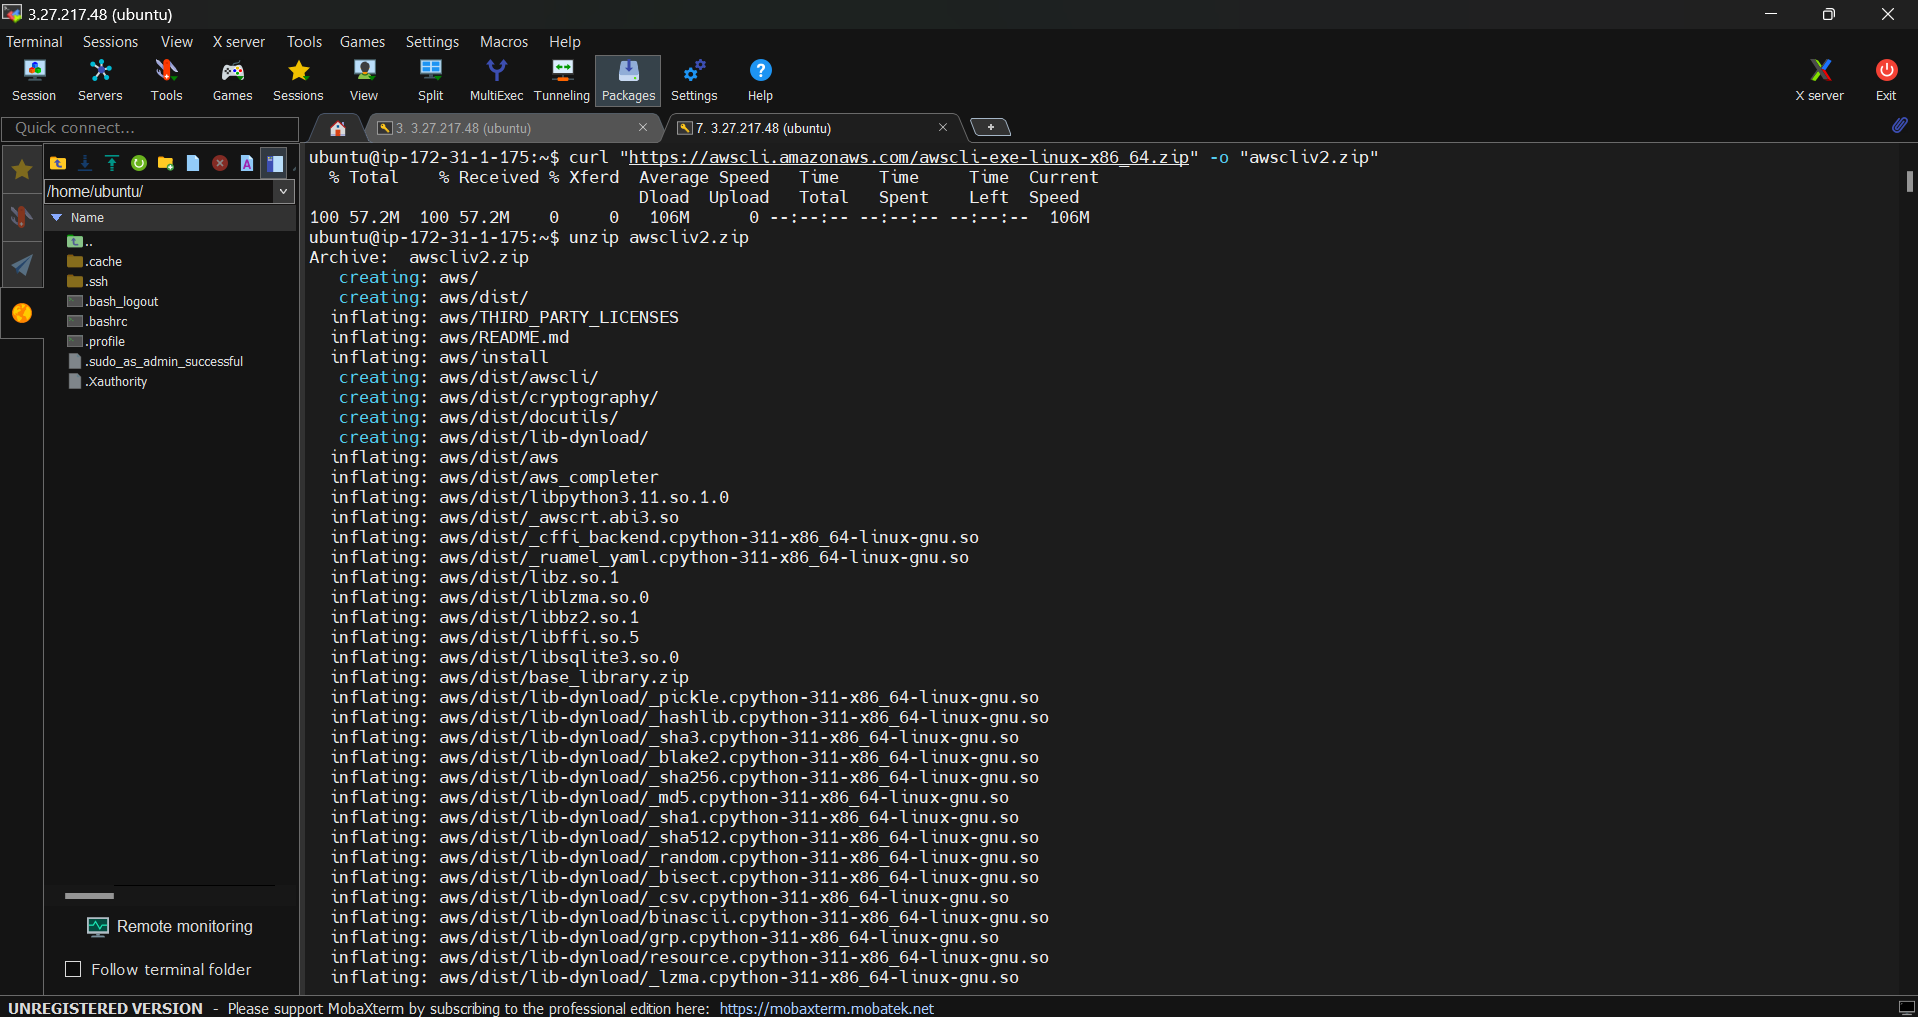 3.27.217.48 (ubuntu)
Terminal Sessions View X server Tools Games Settings Macros Help
Session Servers Tools Games Sessions View Split MultiExec Tunneling Packages Settings Help X server Exit
Quick connect...
3. 3.27.217.48 (ubuntu)
7. 3.27.217.48 (ubuntu)
/home/ubuntu/
Name
..
.cache
.ssh
.bash_logout
.bashrc
.profile
.sudo_as_admin_successful
.Xauthority
Remote monitoring
Follow terminal folder
ubuntu@ip-172-31-1-175:~$ curl "https://awscli.amazonaws.com/awscli-exe-linux-x86_64.zip" -o "awscliv2.zip"
% Total % Received % Xferd Average Speed Time Time Time Current
Dload Upload Total Spent Left Speed
100 57.2M 100 57.2M 0 0 106M 0 --:--:-- --:--:-- --:--:-- 106M
ubuntu@ip-172-31-1-175:~$ unzip awscliv2.zip
Archive: awscliv2.zip
creating: aws/
creating: aws/dist/
inflating: aws/THIRD_PARTY_LICENSES
inflating: aws/README.md
inflating: aws/install
creating: aws/dist/awscli/
creating: aws/dist/cryptography/
creating: aws/dist/docutils/
creating: aws/dist/lib-dynload/
inflating: aws/dist/aws
inflating: aws/dist/aws_completer
inflating: aws/dist/libpython3.11.so.1.0
inflating: aws/dist/_awscrt.abi3.so
inflating: aws/dist/_cffi_backend.cpython-311-x86_64-linux-gnu.so
inflating: aws/dist/_ruamel_yaml.cpython-311-x86_64-linux-gnu.so
inflating: aws/dist/libz.so.1
inflating: aws/dist/liblzma.so.0
inflating: aws/dist/libbz2.so.1
inflating: aws/dist/libffi.so.5
inflating: aws/dist/libsqlite3.so.0
inflating: aws/dist/base_library.zip
inflating: aws/dist/lib-dynload/_pickle.cpython-311-x86_64-linux-gnu.so
inflating: aws/dist/lib-dynload/_hashlib.cpython-311-x86_64-linux-gnu.so
inflating: aws/dist/lib-dynload/_sha3.cpython-311-x86_64-linux-gnu.so
inflating: aws/dist/lib-dynload/_blake2.cpython-311-x86_64-linux-gnu.so
inflating: aws/dist/lib-dynload/_sha256.cpython-311-x86_64-linux-gnu.so
inflating: aws/dist/lib-dynload/_md5.cpython-311-x86_64-linux-gnu.so
inflating: aws/dist/lib-dynload/_sha1.cpython-311-x86_64-linux-gnu.so
inflating: aws/dist/lib-dynload/_sha512.cpython-311-x86_64-linux-gnu.so
inflating: aws/dist/lib-dynload/_random.cpython-311-x86_64-linux-gnu.so
inflating: aws/dist/lib-dynload/_bisect.cpython-311-x86_64-linux-gnu.so
inflating: aws/dist/lib-dynload/_csv.cpython-311-x86_64-linux-gnu.so
inflating: aws/dist/lib-dynload/binascii.cpython-311-x86_64-linux-gnu.so
inflating: aws/dist/lib-dynload/grp.cpython-311-x86_64-linux-gnu.so
inflating: aws/dist/lib-dynload/resource.cpython-311-x86_64-linux-gnu.so
inflating: aws/dist/lib-dynload/_lzma.cpython-311-x86_64-linux-gnu.so
UNREGISTERED VERSION - Please support MobaXterm by subscribing to the professional edition here: https://mobaxterm.mobatek.net